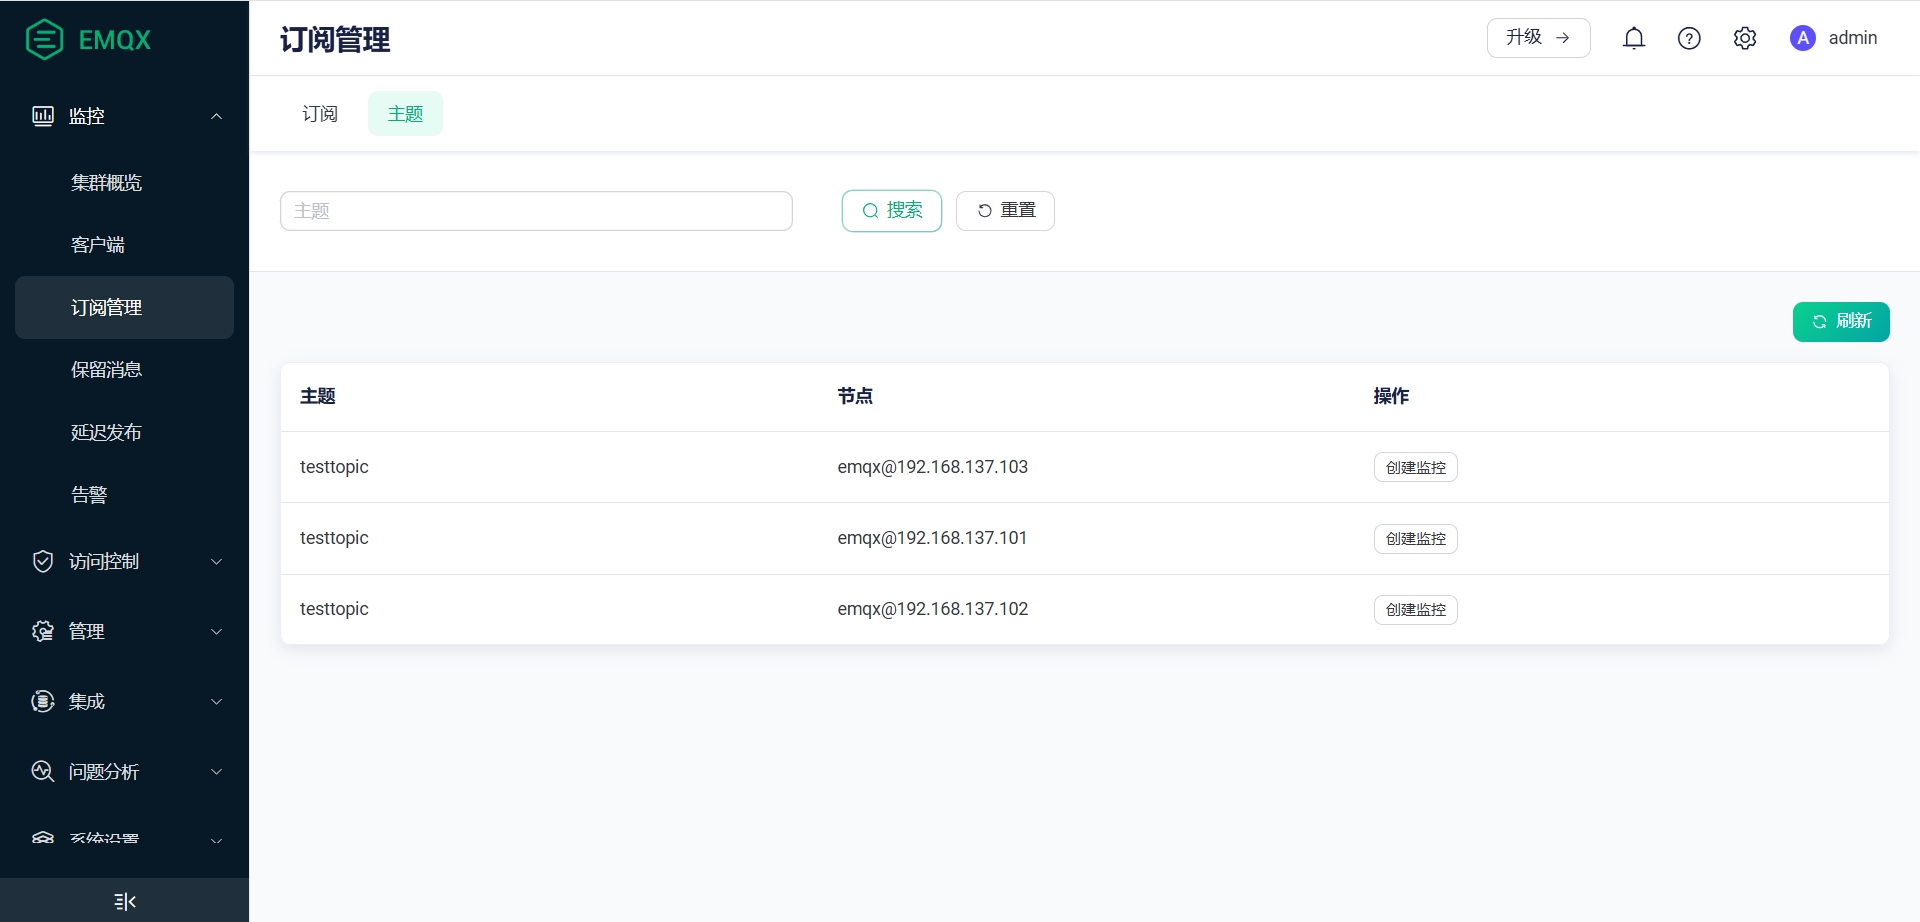 EMQX
订阅管理
升级
A
admin
监控
集群概览
客户端
订阅管理
保留消息
延迟发布
告警
访问控制
管理
集成
问题分析
系统设置
订阅
主题
主题
搜索
重置
刷新
主题 节点 操作
testtopic emqx@192.168.137.103 创建监控
testtopic emqx@192.168.137.101 创建监控
testtopic emqx@192.168.137.102 创建监控